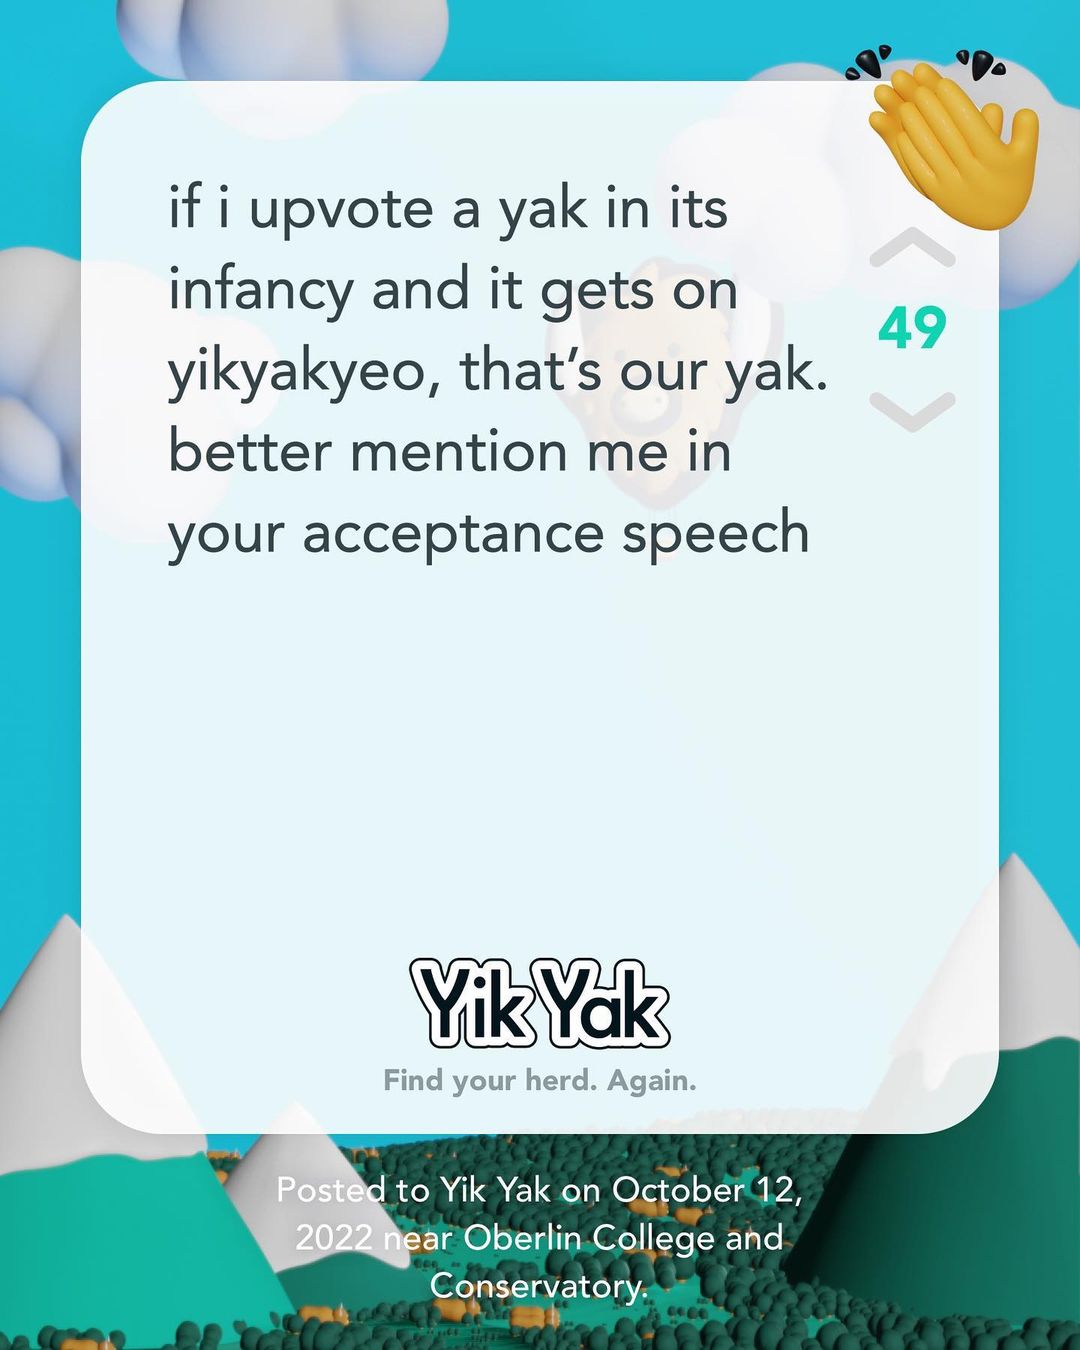 if i upvote a yak in its
infancy and it gets on
yikyakyeo, that’s our yak.
better mention me in
your acceptance speech
49
Yik Yak
Find your herd. Again.
Posted to Yik Yak on October 12,
2022 near Oberlin College and
Conservatory.